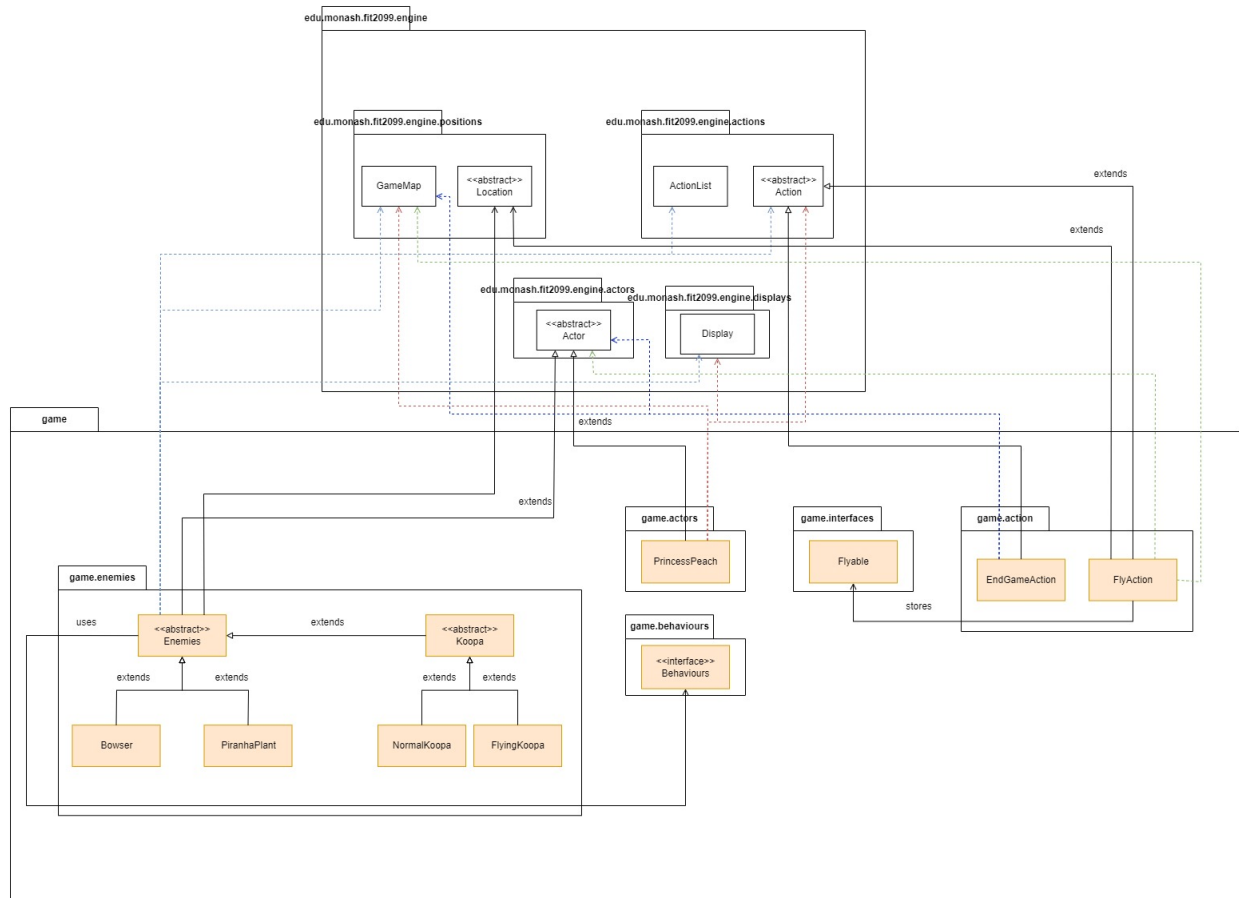 edu.monash.fit2099.engine
edu.monash.fit2099.engine.positions
edu.monash.fit2099.engine.actions
GameMap
<<abstract>>
Location
ActionList
<<abstract>>
Action
extends
extends
edu.monash.fit2099.engine.actors
edu.monash.fit2099.engine.displays
<<abstract>>
Actor
Display
game
extends
extends
game.actors
game.interfaces
game.action
PrincessPeach
Flyable
EndGameAction
FlyAction
game.enemies
stores
uses
<<abstract>>
Enemies
extends
<<abstract>>
Koopa
game.behaviours
<<interface>>
Behaviours
extends
extends
extends
extends
Bowser
PiranhaPlant
NormalKoopa
FlyingKoopa